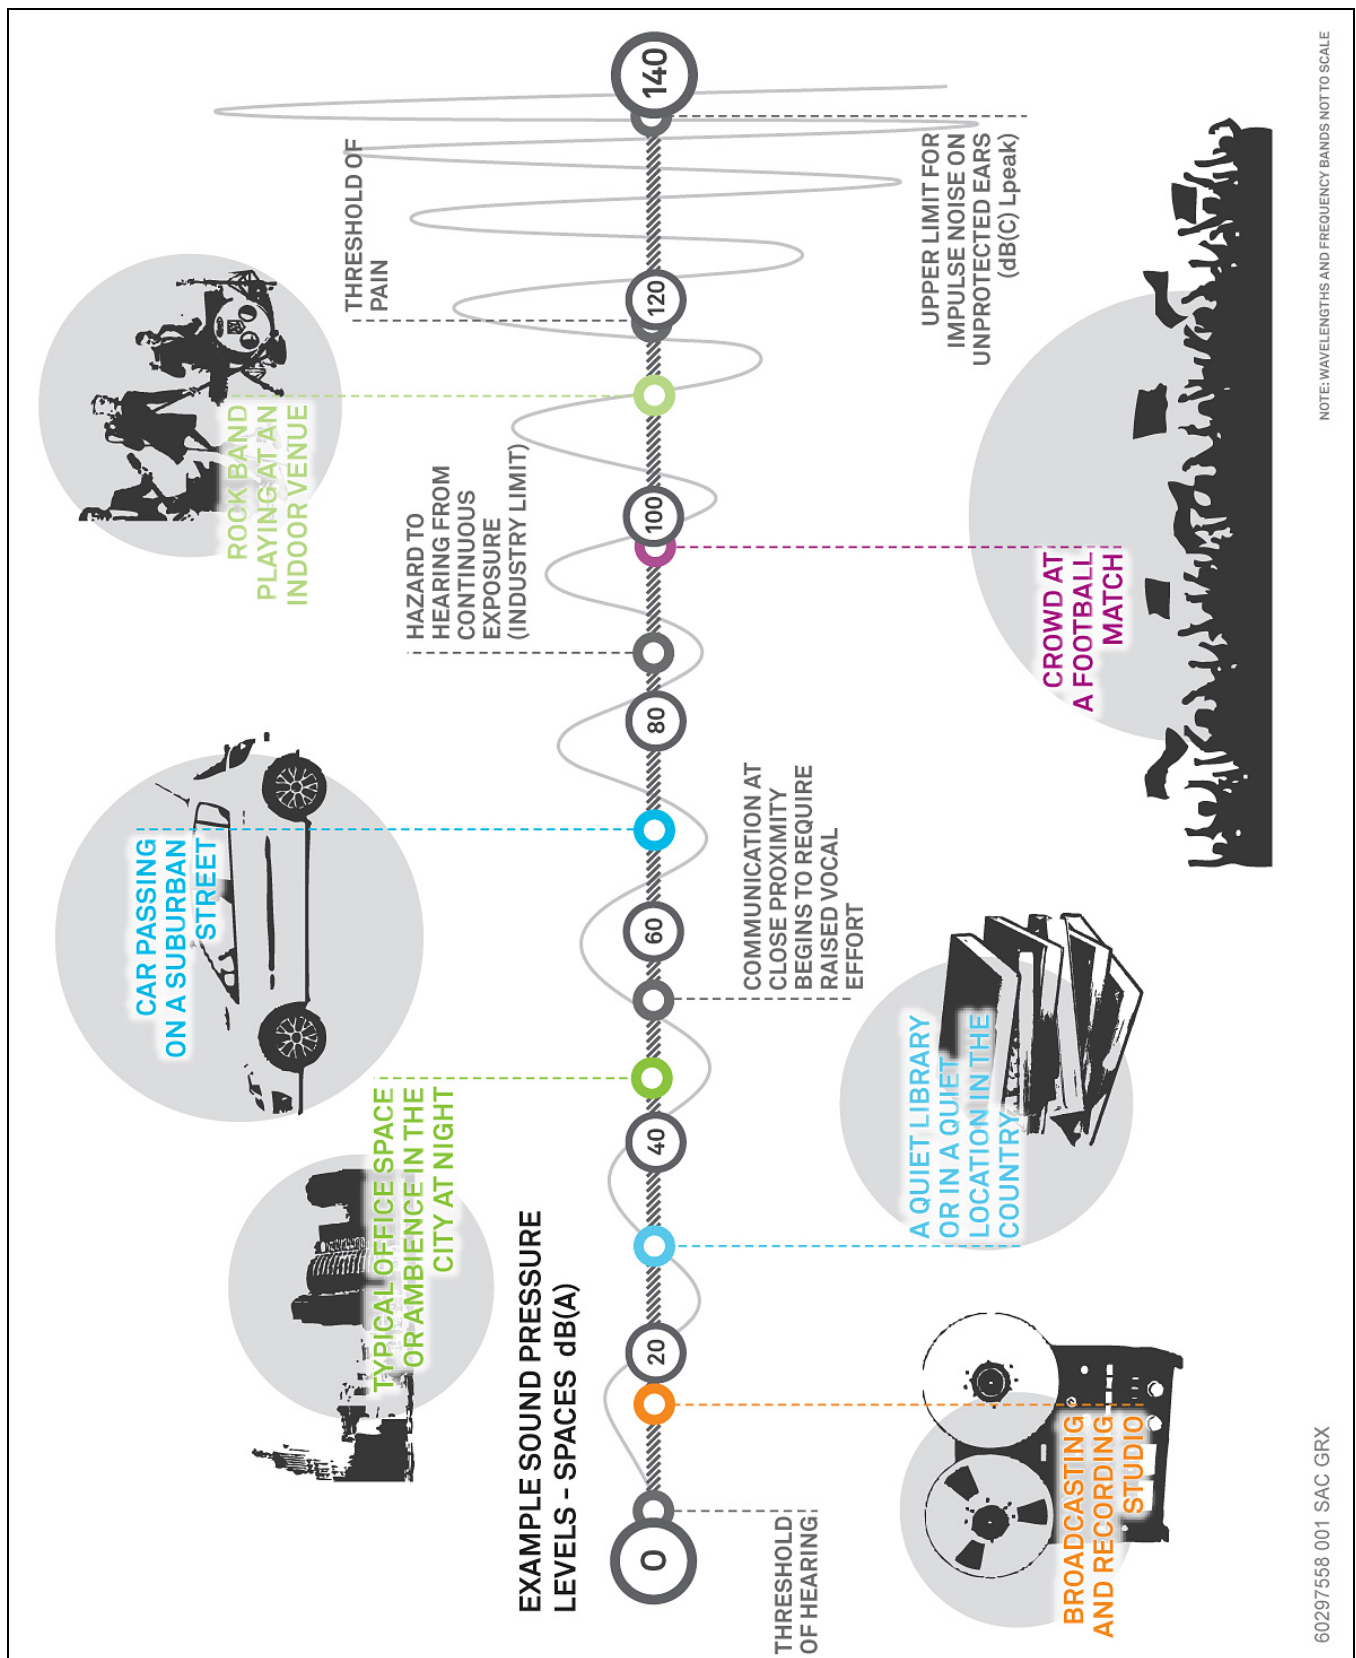 EXAMPLE SOUND PRESSURE
LEVELS – SPACES dB(A)
TYPICAL OFFICE SPACE
OR AMBIENCE IN THE
CITY AT NIGHT
CAR PASSING
ON A SUBURBAN
STREET
HAZARD TO
HEARING FROM
CONTINUOUS
EXPOSURE
(INDUSTRY LIMIT)
ROCK BAND
PLAYING AT AN
INDOOR VENUE
THRESHOLD OF
PAIN
0
20
40
60
80
100
120
140
THRESHOLD
OF HEARING
BROADCASTING
AND RECORDING
STUDIO
A QUIET LIBRARY
OR IN A QUIET
LOCATION IN THE
COUNTRY
COMMUNICATION AT
CLOSE PROXIMITY
BEGINS TO REQUIRE
RAISED VOCAL
EFFORT
CROWD AT
A FOOTBALL
MATCH
UPPER LIMIT FOR
IMPULSE NOISE ON
UNPROTECTED EARS
(dB(C) Lpeak)
60297558 001 SAC GRX
NOTE: WAVELENGTHS AND FREQUENCY BANDS NOT TO SCALE